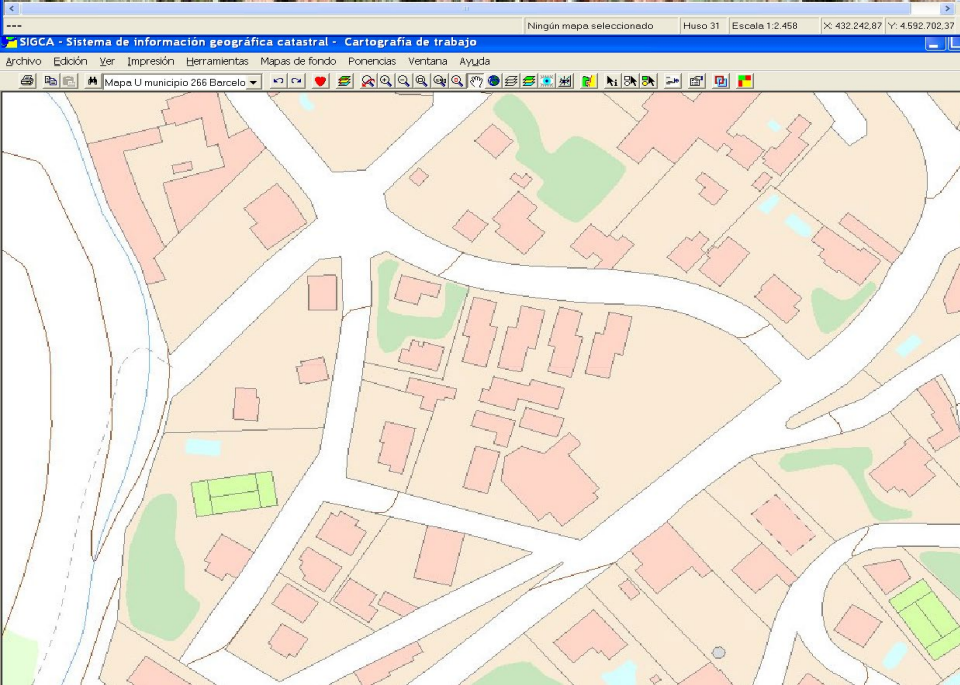 ---
Ningún mapa seleccionado Huso 31 Escala 1:2.458 X: 432.242,87 Y: 4.592.702,37
SIGCA - Sistema de información geográfica catastral - Cartografía de trabajo
Archivo Edición Ver Impresión Herramientas Mapas de fondo Ponencias Ventana Ayuda
Mapa U municipio 266 Barcelo